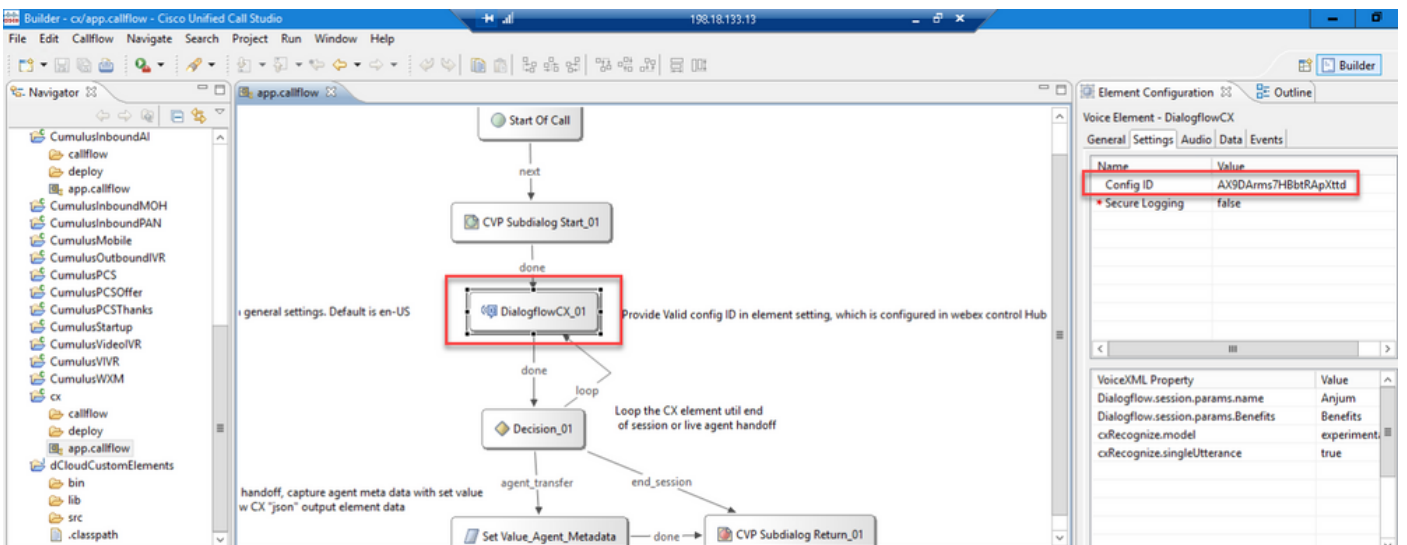 Builder - cx/app.callflow - Cisco Unified Call Studio
198.18.133.13
File Edit Callflow Navigate Search Project Run Window Help
Builder
Navigator
app.callflow
Element Configuration
Outline
CumulusInboundAI
callflow
deploy
app.callflow
CumulusInboundMOH
CumulusInboundPAN
CumulusMobile
CumulusOutboundIVR
CumulusPCS
CumulusPCSOffer
CumulusPCSThanks
CumulusStartup
CumulusVideoIVR
CumulusVIVR
CumulusWXM
cx
callflow
deploy
app.callflow
dCloudCustomElements
bin
lib
src
.classpath
Start Of Call
next
CVP Subdialog Start_01
done
general settings. Default is en-US
DialogflowCX_01
Provide Valid config ID in element setting, which is configured in webex control Hub
done
loop
Decision_01
Loop the CX element util end
of session or live agent handoff
agent_transfer
end_session
handoff, capture agent meta data with set value
w CX "json" output element data
Set Value_Agent_Metadata
done
CVP Subdialog Return_01
Voice Element - DialogflowCX
General Settings Audio Data Events
Name Value
Config ID AX9DArms7HBbtRApXttd
* Secure Logging false
VoiceXML Property Value
Dialogflow.session.params.name Anjum
Dialogflow.session.params.Benefits Benefits
cxRecognize.model experiment
cxRecognize.singleUtterance true